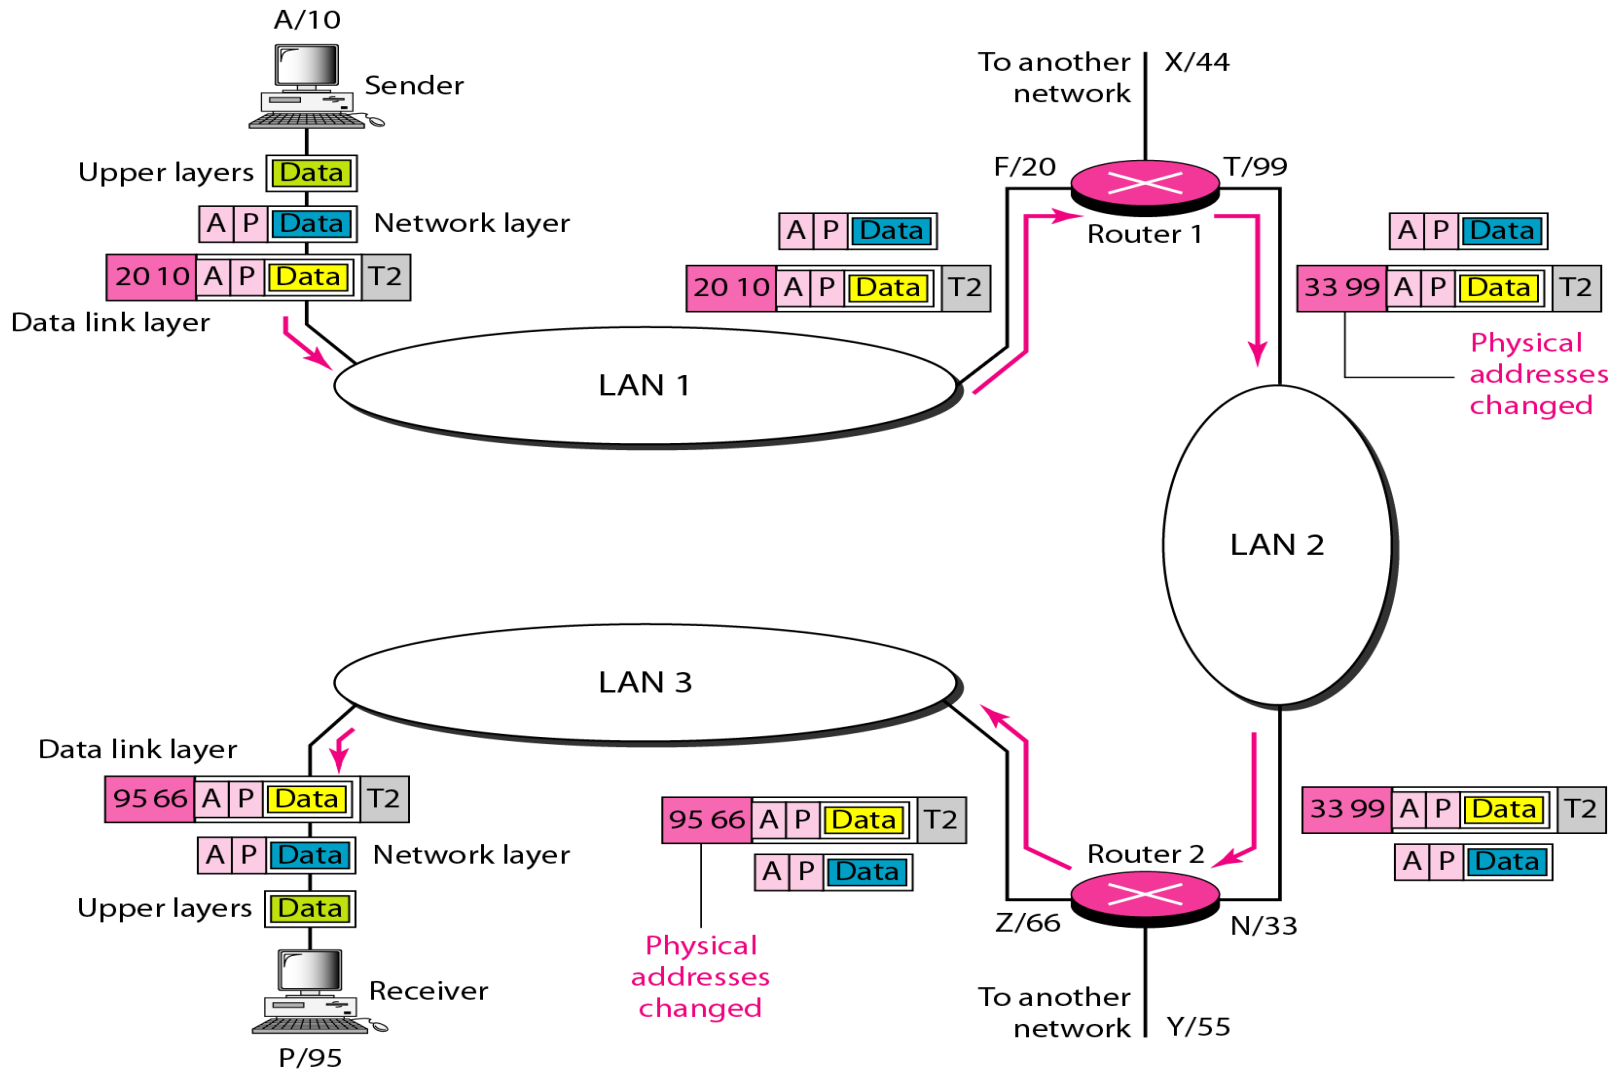 A/10
Sender
Upper layers
Data
A P Data
Network layer
20 10 A P Data T2
Data link layer
LAN 1
A P Data
20 10 A P Data T2
To another
network
X/44
F/20
T/99
Router 1
A P Data
33 99 A P Data T2
Physical
addresses
changed
LAN 2
33 99 A P Data T2
A P Data
Router 2
Z/66
N/33
To another
network
Y/55
95 66 A P Data T2
A P Data
Physical
addresses
changed
LAN 3
Data link layer
95 66 A P Data T2
A P Data
Network layer
Upper layers
Data
Receiver
P/95